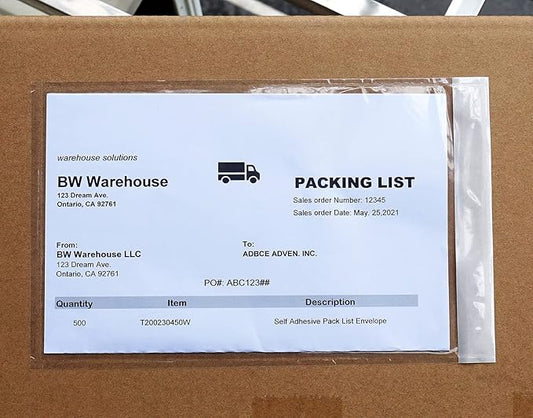 warehouse solutions
BW Warehouse
123 Dream Ave.
Ontario, CA 92761
PACKING LIST
Sales order Number: 12345
Sales order Date: May. 25,2021
From:
BW Warehouse LLC
123 Dream Ave.
Ontario, CA 92761
To:
ADBCE ADVEN. INC.
PO#: ABC123##
Quantity Item Description
500 T200230450W Self Adhesive Pack List Envelope